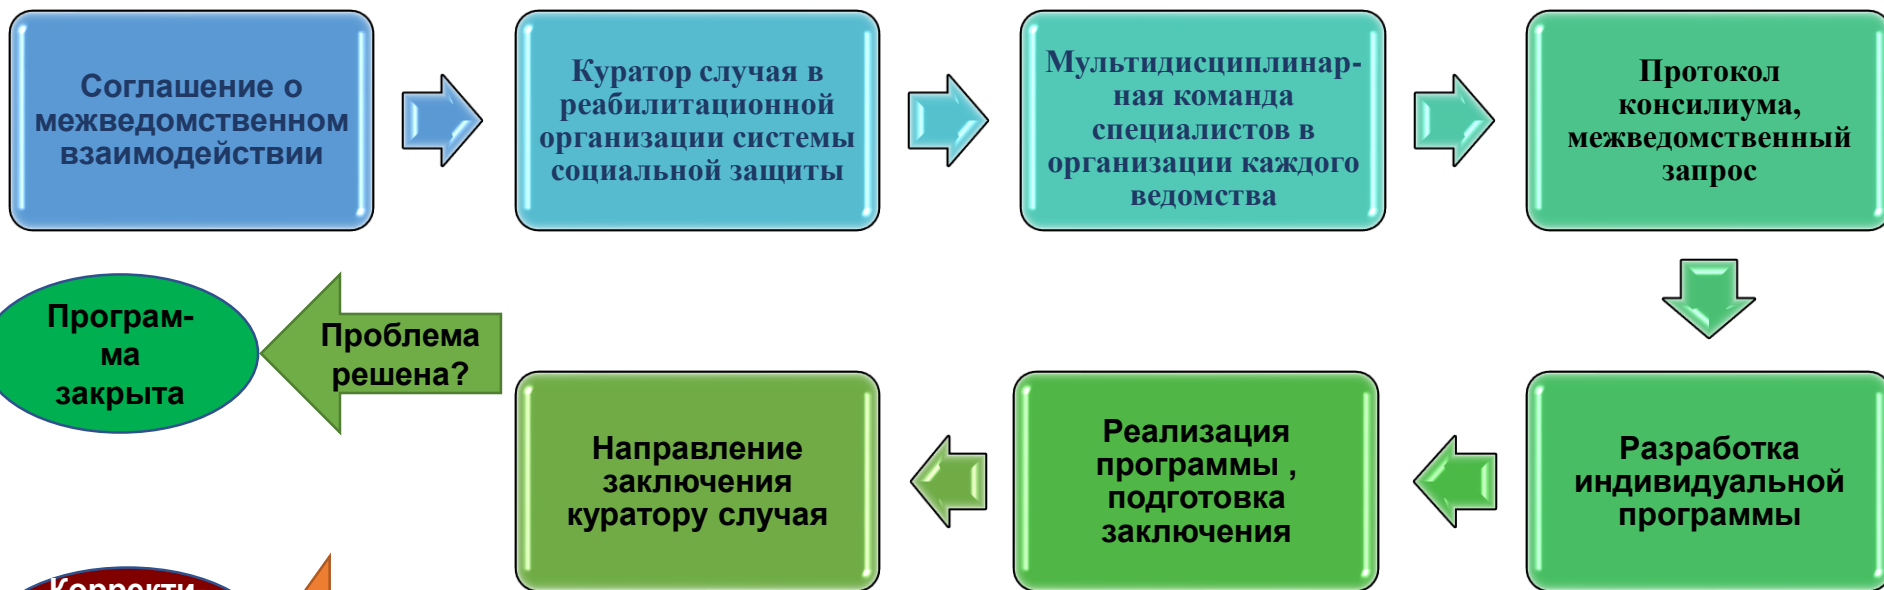 Соглашение о
межведомственном
взаимодействии
Куратор случая в
реабилитационной
организации системы
социальной защиты
Мультидисциплинар-
ная команда
специалистов в
организации каждого
ведомства
Протокол
консилиума,
межведомственный
запрос
Програм-
ма
закрыта
Проблема
решена?
Направление
заключения
куратору случая
Реализация
программы ,
подготовка
заключения
Разработка
индивидуальной
программы
Корректи